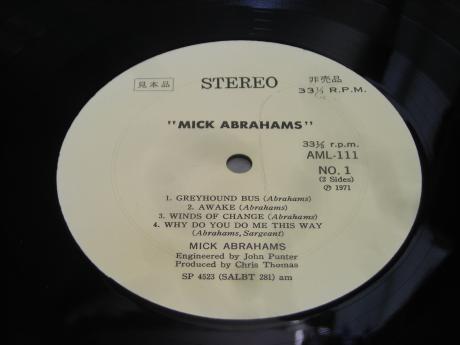 見本品 STEREO 非売品
33⅓ R.P.M.
"MICK ABRAHAMS"
33⅓ r.p.m.
AML-111
NO. 1
(2 Sides)
Ⓟ 1971
1. GREYHOUND BUS (Abrahams)
2. AWAKE (Abrahams)
3. WINDS OF CHANGE (Abrahams)
4. WHY DO YOU DO ME THIS WAY
(Abrahams, Sargeant)
MICK ABRAHAMS
Engineered by John Punter
Produced by Chris Thomas
SP 4523 (SALBT 281) am